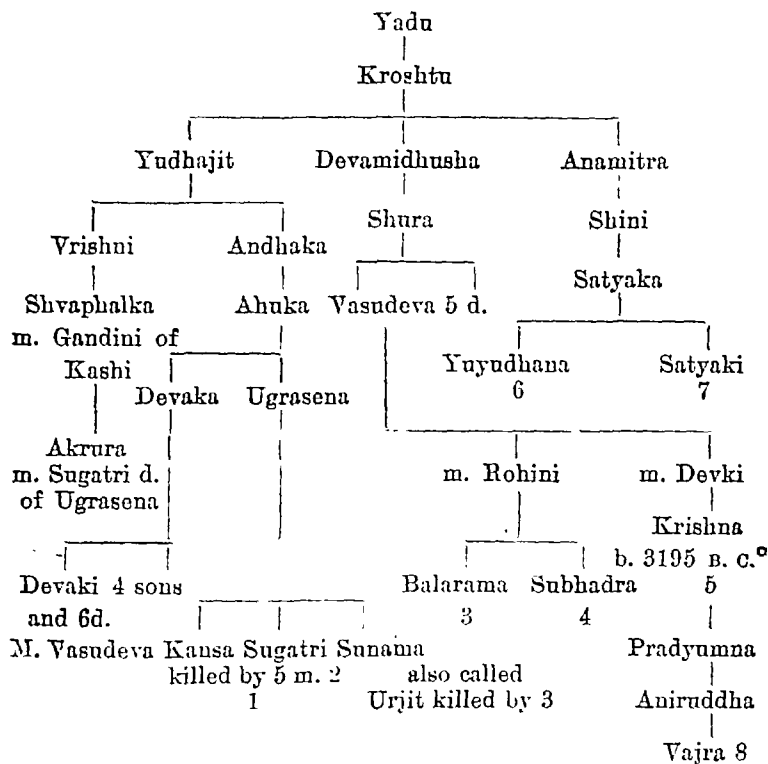 Yadu
Kroshtu
Yudhajit Devamidhusha Anamitra
Vrishni Andhaka Shura Shini
Shvaphalka Ahuka Vasudeva 5 d. Satyaka
m. Gandini of
Kashi Devaka Ugrasena Yuyudhana Satyaki
6 7
Akrura
m. Sugatri d. m. Rohini m. Devki
of Ugrasena
Krishna
b. 3195 B. C.°
Devaki 4 sons Balarama Subhadra 5
and 6d. 3 4
M. Vasudeva Kansa Sugatri Sunama Pradyumna
killed by 5 m. 2 also called
1 Urjit killed by 3 Aniruddha
Vajra 8